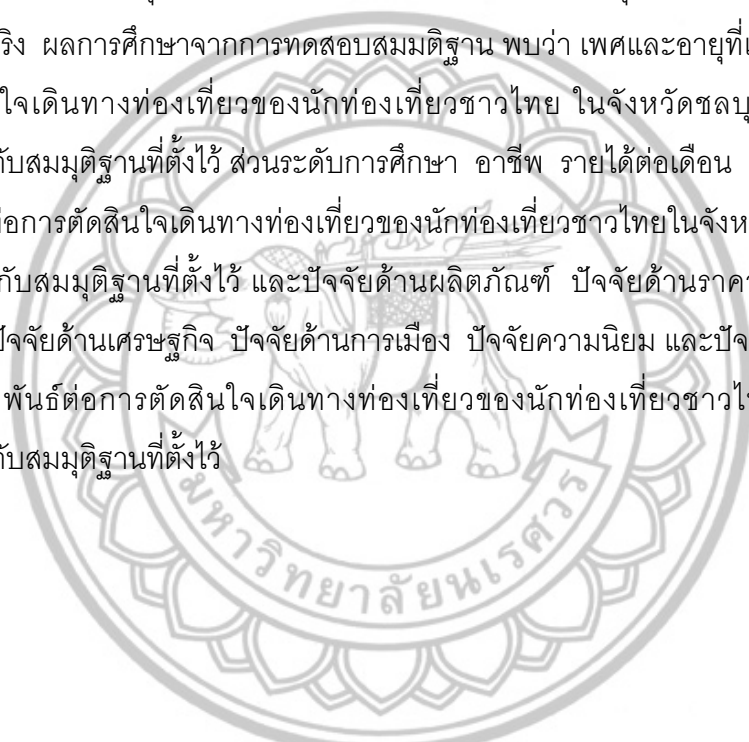 ริง ผลการศึกษาจากการทดสอบสมมติฐาน พบว่า เพศและอายุที่
ใจเดินทางท่องเที่ยวของนักท่องเที่ยวชาวไทย ในจังหวัดชลบุ
กับสมมุติฐานที่ตั้งไว้ ส่วนระดับการศึกษา อาชีพ รายได้ต่อเดือน
ต่อการตัดสินใจเดินทางท่องเที่ยวของนักท่องเที่ยวชาวไทยในจังห
กับสมมุติฐานที่ตั้งไว้ และปัจจัยด้านผลิตภัณฑ์ ปัจจัยด้านราคา
ปัจจัยด้านเศรษฐกิจ ปัจจัยด้านการเมือง ปัจจัยความนิยม และปัจ
พันธ์ต่อการตัดสินใจเดินทางท่องเที่ยวของนักท่องเที่ยวชาวไ
กับสมมุติฐานที่ตั้งไว้
มหาวิทยาลัยนเรศวร